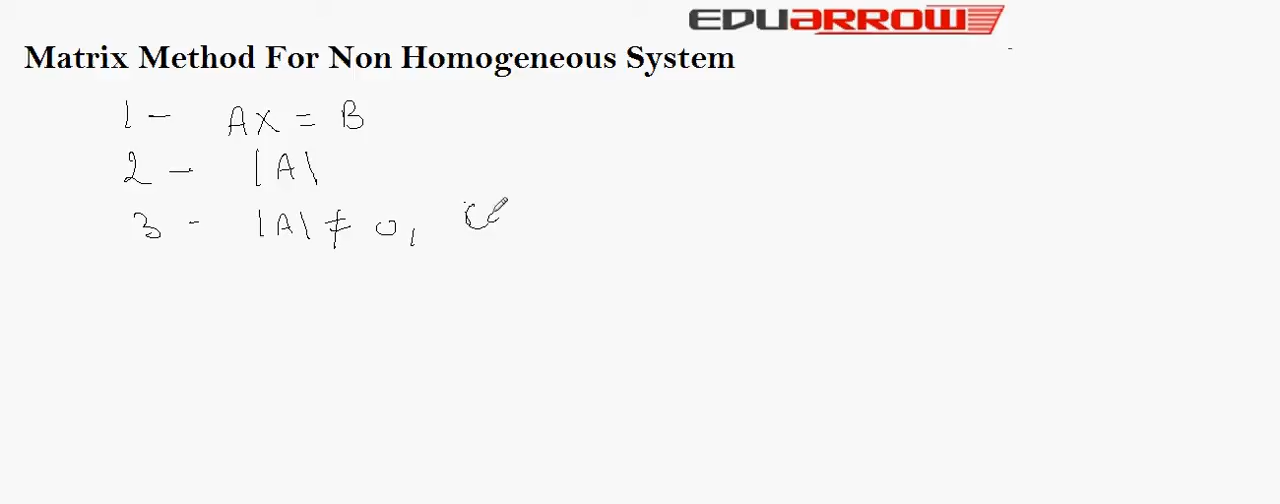 EDUARROW
Matrix Method For Non Homogeneous System
1 - AX = B
2 - |A|
3 - |A| ≠ 0,